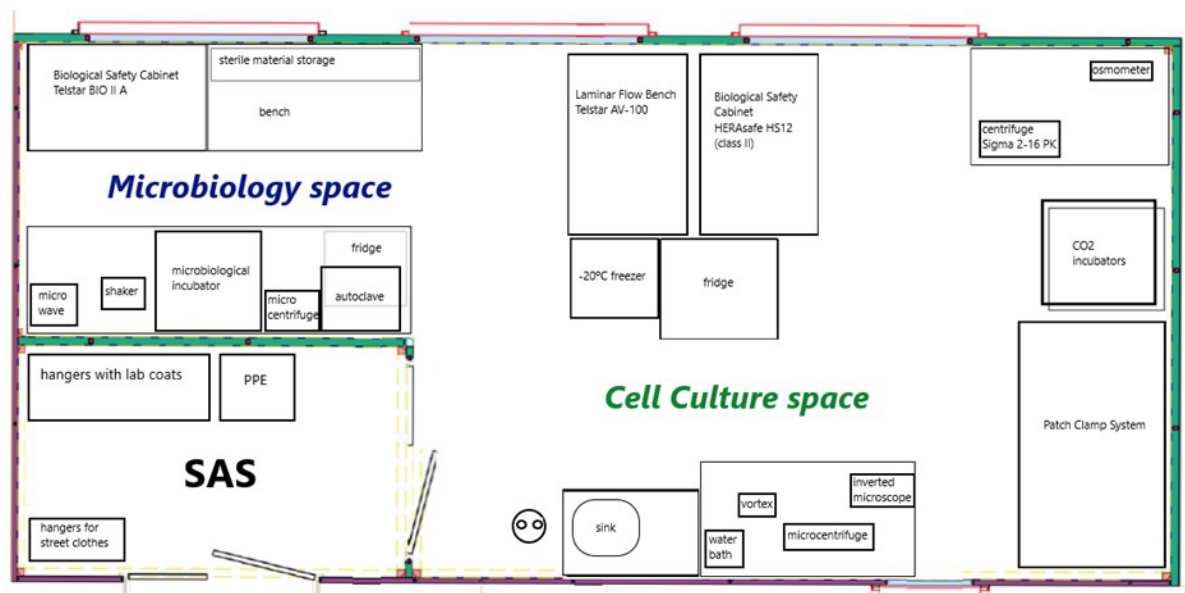 Biological Safety Cabinet
Telstar BIO II A
sterile material storage
bench
Laminar Flow Bench
Telstar AV-100
Biological Safety
Cabinet
HERAsafe HS12
(class II)
osmometer
centrifuge
Sigma 2-16 PK
Microbiology space
micro
wave
shaker
microbiological
incubator
micro
centrifuge
fridge
autoclave
-20ºC freezer
fridge
CO2
incubators
hangers with lab coats
PPE
Cell Culture space
Patch Clamp System
SAS
hangers for
street clothes
sink
water
bath
vortex
microcentrifuge
inverted
microscope